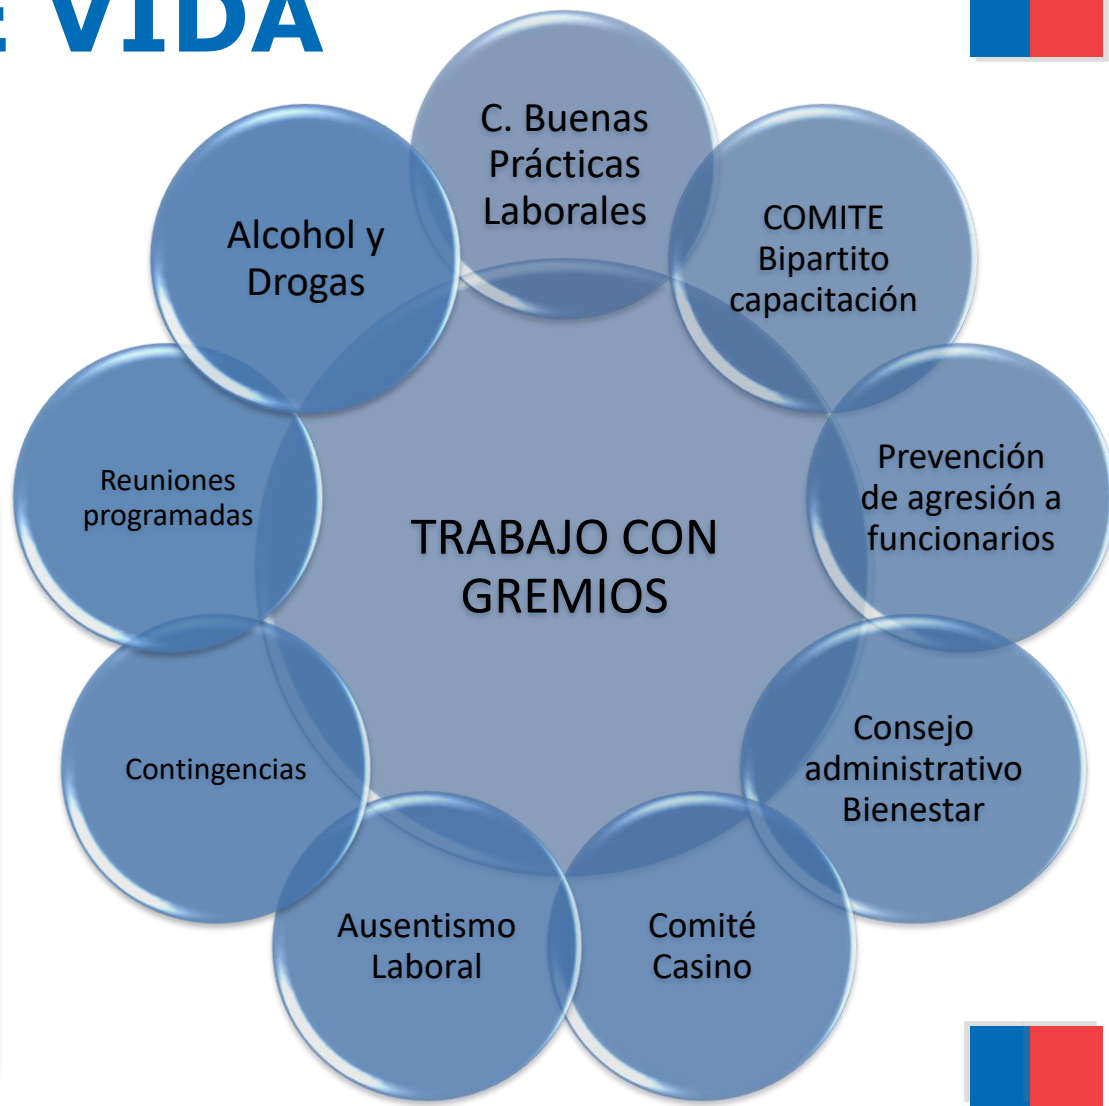 VIDA
C. Buenas
Prácticas
Laborales
COMITE
Bipartito
capacitación
Prevención
de agresión a
funcionarios
Consejo
administrativo
Bienestar
Comité
Casino
Ausentismo
Laboral
Contingencias
Reuniones
programadas
Alcohol y
Drogas
TRABAJO CON
GREMIOS